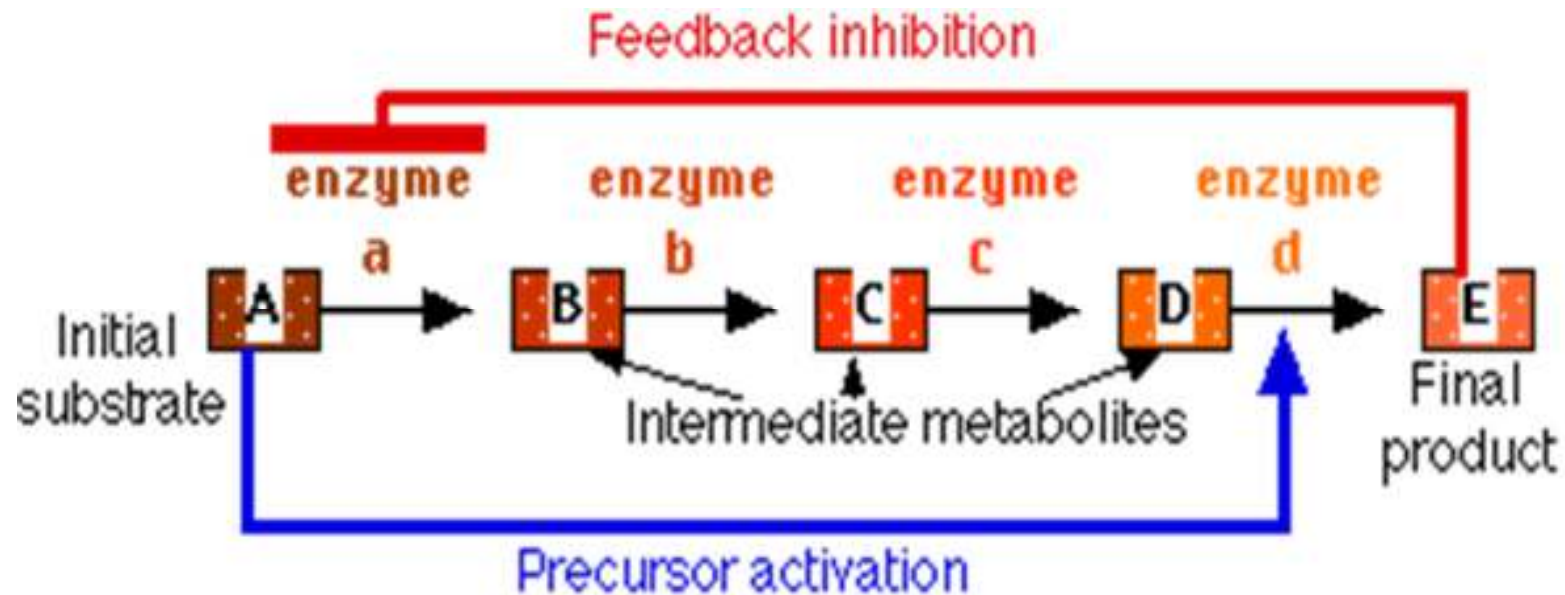 Feedback inhibition
enzyme enzyme enzyme enzyme
a b c d
A B C D E
Initial
substrate
Intermediate metabolites
Final
product
Precursor activation